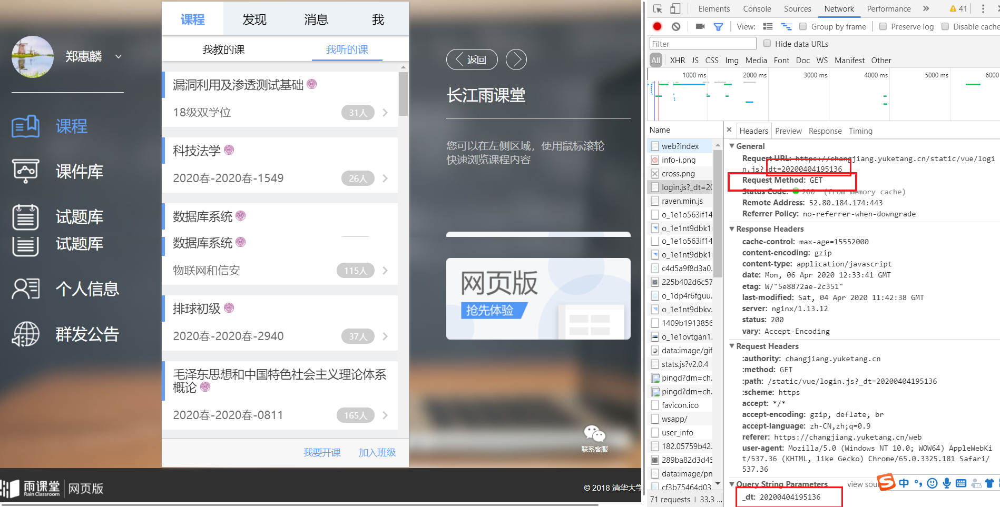 课程 发现 消息 我
我教的课 我听的课
郑惠麟
课程
课件库
试题库
试题库
个人信息
群发公告
漏洞利用及渗透测试基础
18级双学位 31人
科技法学
2020春-2020春-1549 26人
数据库系统
数据库系统
物联网和信安 115人
排球初级
2020春-2020春-2940 37人
毛泽东思想和中国特色社会主义理论体系
概论
2020春-2020春-0811 165人
我要开课 加入班级
返回
长江雨课堂
您可以在左侧区域，使用鼠标滚轮
快速浏览课程内容
网页版
抢先体验
联系客服
雨课堂 网页版
Rain Classroom
© 2018 清华大学
Elements Console Sources Network Performance » 41
View: Group by frame Preserve log Disable cache
Filter Hide data URLs
All XHR JS CSS Img Media Font Doc WS Manifest Other
1000 ms 2000 ms 3000 ms 4000 ms 5000 ms 6000
Name
web?index
info-i.png
cross.png
login.js?_dt=20
raven.min.js
o_1e1o563if14
o_1e1nt9dbk1
o_1e1o563if14
o_1e1nt9dbk1
c4d5a9f8d3a0.
225b402d6c57
o_1dp4r6fguu.
o_1e1nt9dbkv.
1409b1913856
o_1e1ovtgan1.
data:image/gif
stats.js?v2.0.4
pingd?dm=ch.
pingd?dm=ch.
favicon.ico
wsapp/
user_info
182.05759b42.
289ba82d3d45
data:image/pn
cf3b75464d03.
71 requests | 33.3 ...
× Headers Preview Response Timing
General
Request URL: https://changjiang.yuketang.cn/static/vue/logi
n.js?_dt=20200404195136
Request Method: GET
Status Code: 200 (from memory cache)
Remote Address: 52.80.184.174:443
Referrer Policy: no-referrer-when-downgrade
Response Headers
cache-control: max-age=15552000
content-encoding: gzip
content-type: application/javascript
date: Mon, 06 Apr 2020 12:33:41 GMT
etag: W/"5e8872ae-2c351"
last-modified: Sat, 04 Apr 2020 11:42:38 GMT
server: nginx/1.13.12
status: 200
vary: Accept-Encoding
Request Headers
:authority: changjiang.yuketang.cn
:method: GET
:path: /static/vue/login.js?_dt=20200404195136
:scheme: https
accept: */*
accept-encoding: gzip, deflate, br
accept-language: zh-CN,zh;q=0.9
referer: https://changjiang.yuketang.cn/web
user-agent: Mozilla/5.0 (Windows NT 10.0; WOW64) AppleWebKi
t/537.36 (KHTML, like Gecko) Chrome/65.0.3325.181 Safari/
537.36
Query String Parameters view sou
中
_dt: 20200404195136